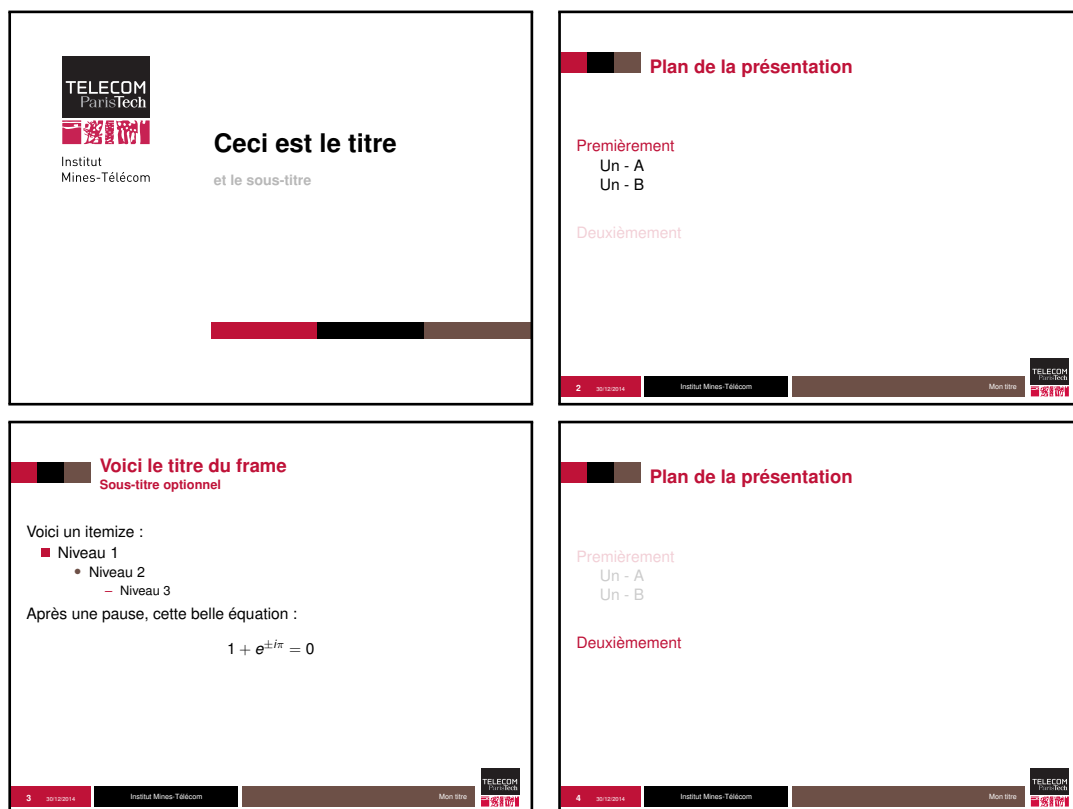 TELECOM
ParisTech
Institut
Mines-Télécom
Ceci est le titre
et le sous-titre
Plan de la présentation
Premièrement
Un - A
Un - B
Deuxièmement
2 30/12/2014 Institut Mines-Télécom Mon titre
TELECOM
ParisTech
Voici le titre du frame
Sous-titre optionnel
Voici un itemize :
Niveau 1
• Niveau 2
– Niveau 3
Après une pause, cette belle équation :
1 + e^{±iπ} = 0
3 30/12/2014 Institut Mines-Télécom Mon titre
TELECOM
ParisTech
Plan de la présentation
Premièrement
Un - A
Un - B
Deuxièmement
4 30/12/2014 Institut Mines-Télécom Mon titre
TELECOM
ParisTech